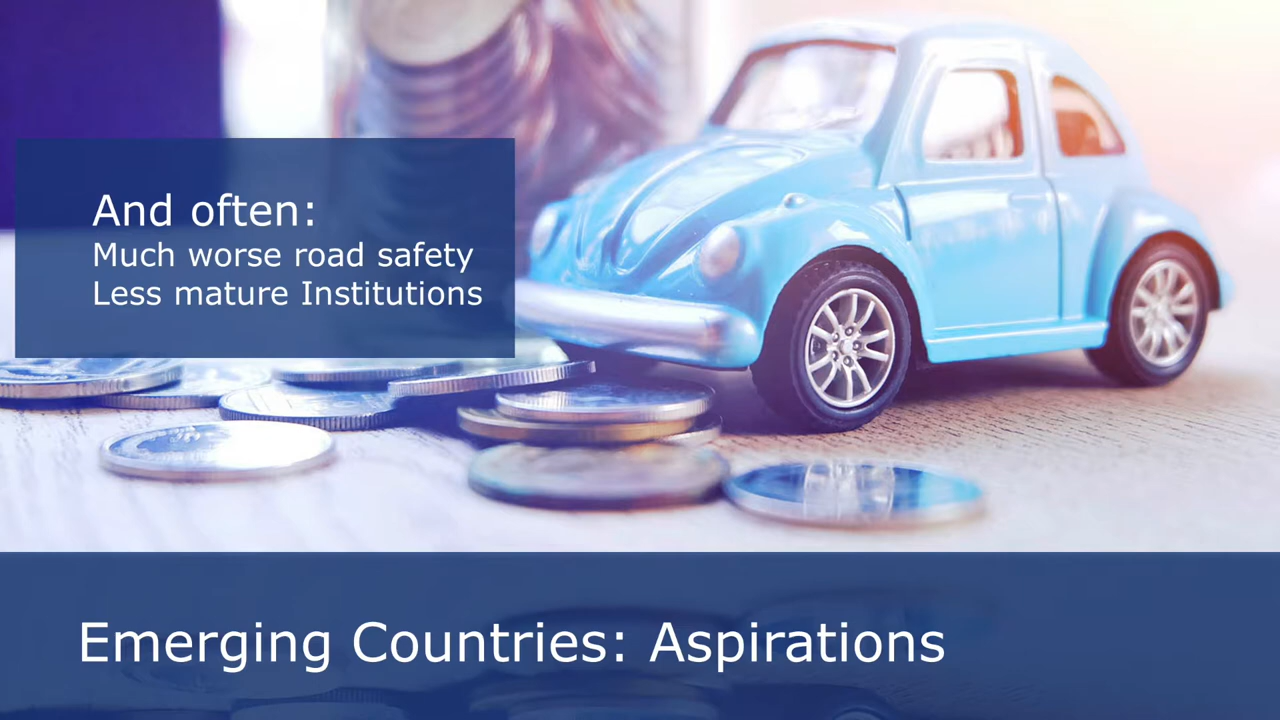 And often:
Much worse road safety
Less mature Institutions
Emerging Countries: Aspirations